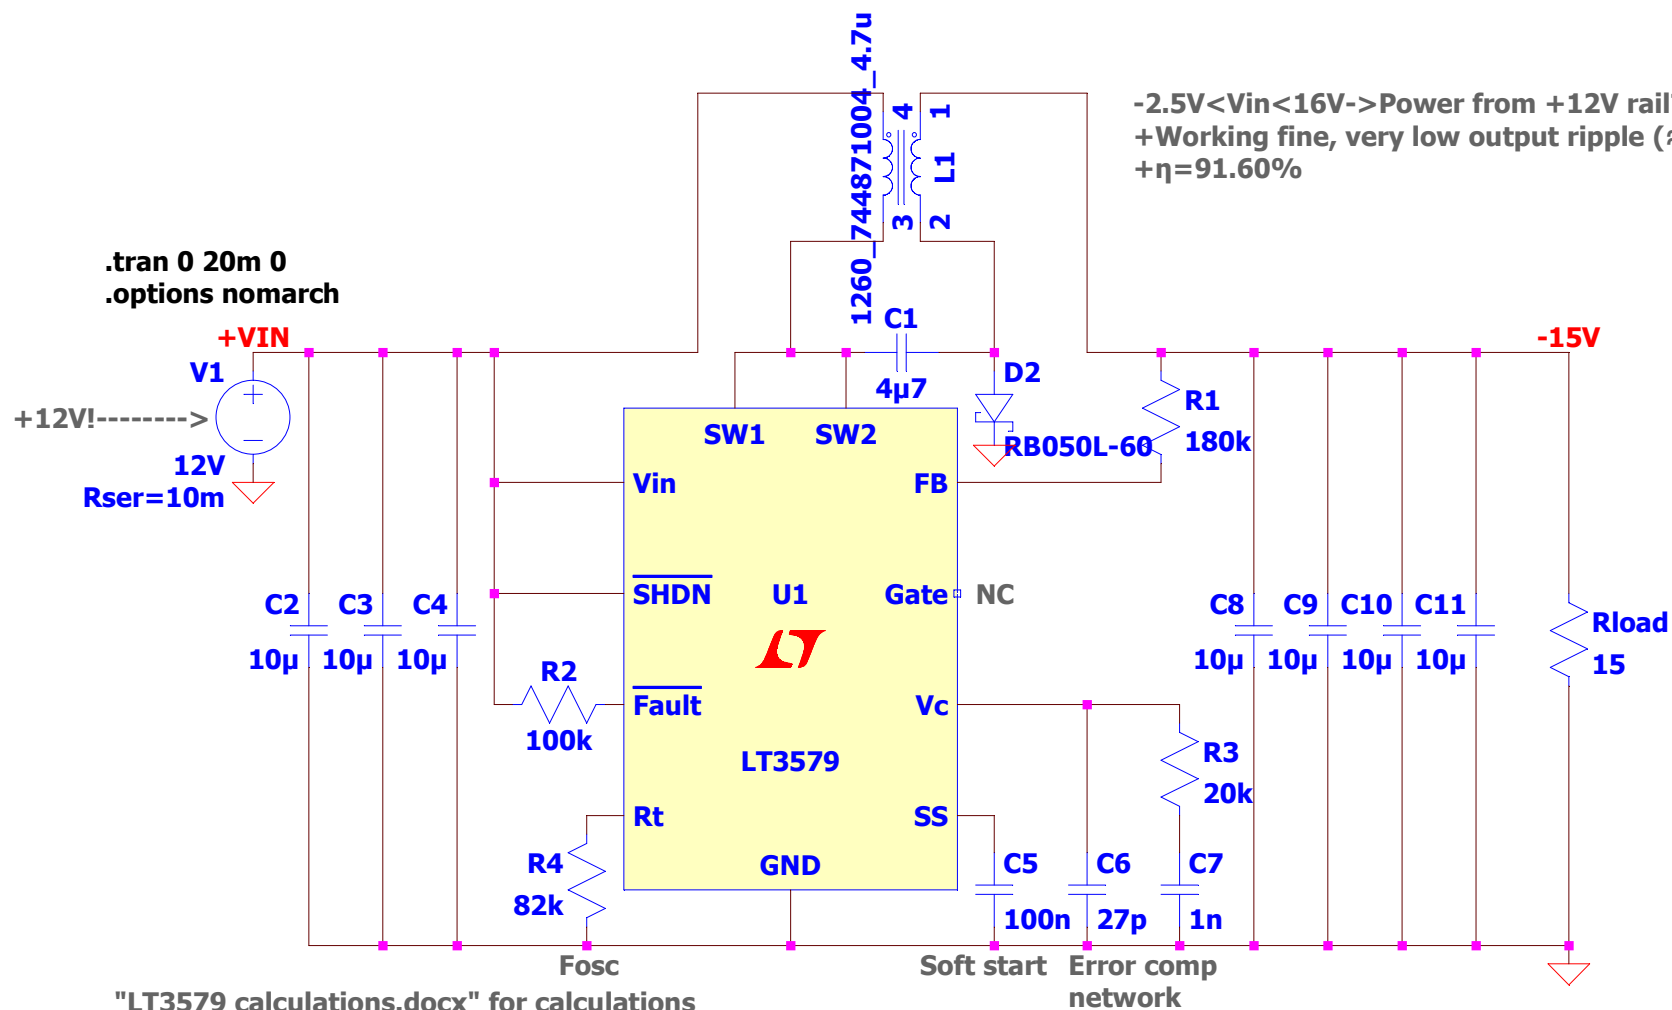 1260_744871004_4.7u
4
1
3
2
L1
-2.5V<Vin<16V->Power from +12V rail
+Working fine, very low output ripple (
+η=91.60%
.tran 0 20m 0
.options nomarch
+VIN
V1
+12V!-------->
12V
Rser=10m
C1
4µ7
D2
RB050L-60
-15V
R1
180k
SW1
SW2
Vin
FB
SHDN
U1
Gate
NC
C2
10µ
C3
10µ
C4
10µ
C8
10µ
C9
10µ
C10
10µ
C11
10µ
Rload
15
R2
100k
Fault
Vc
LT3579
R3
20k
Rt
SS
GND
R4
82k
C5
100n
C6
27p
C7
1n
Fosc
Soft start
Error comp
network
"LT3579 calculations.docx" for calculations